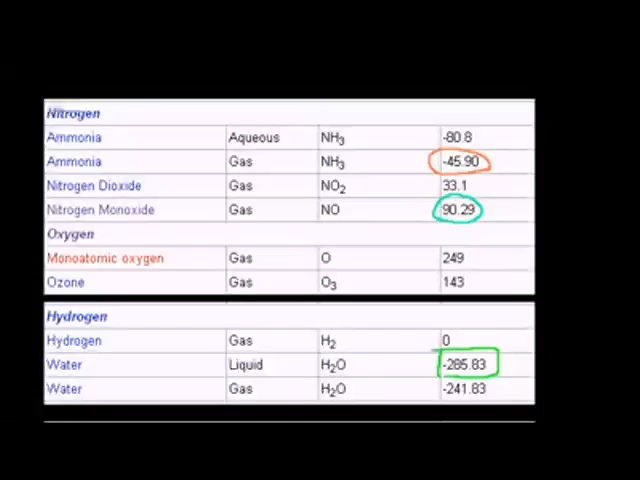 Nitrogen
Ammonia Aqueous NH₃ -80.8
Ammonia Gas NH₃ -45.90
Nitrogen Dioxide Gas NO₂ 33.1
Nitrogen Monoxide Gas NO 90.29
Oxygen
Monoatomic oxygen Gas O 249
Ozone Gas O₃ 143
Hydrogen
Hydrogen Gas H₂ 0
Water Liquid H₂O -285.83
Water Gas H₂O -241.83